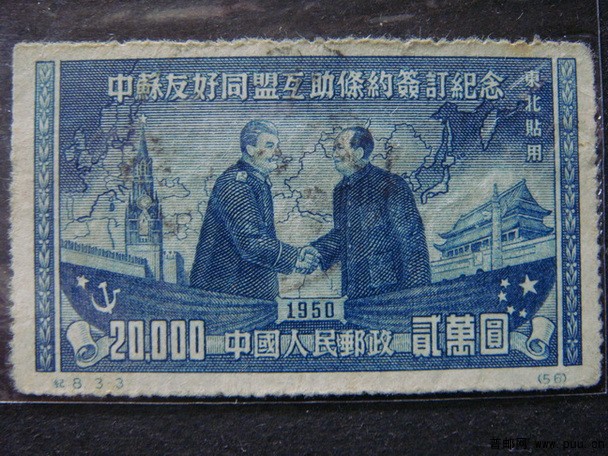 中蘇友好同盟互助條約簽訂紀念
東北貼用
1950
20.000 中國人民郵政 貳萬圓
紀8.3-3
(56)
普邮网 www.puu.cn